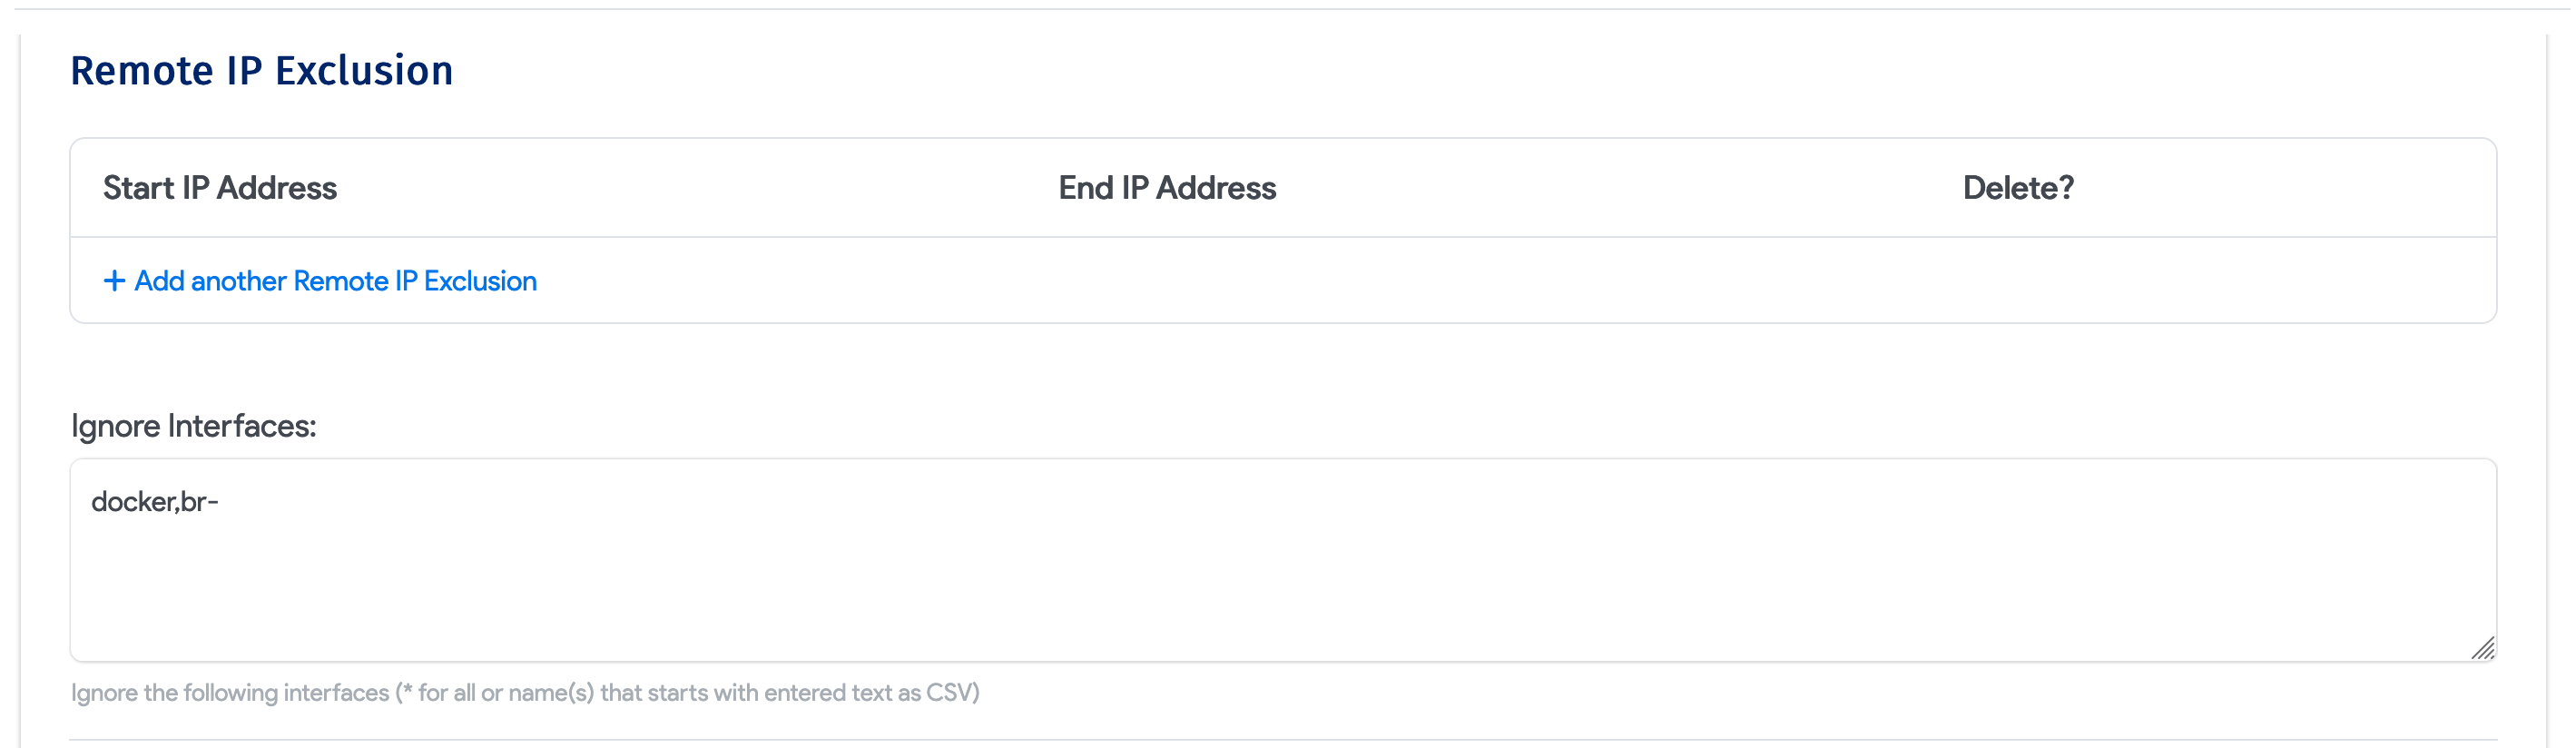 Remote IP Exclusion
Start IP Address End IP Address Delete?
+ Add another Remote IP Exclusion
Ignore Interfaces:
docker,br-
Ignore the following interfaces (* for all or name(s) that starts with entered text as CSV)